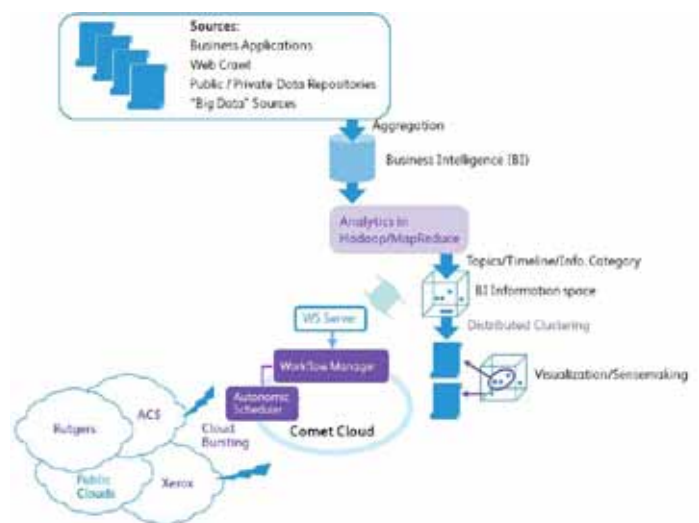 Sources:
Business Applications
Web Crawl
Public / Private Data Repositories
"Big Data" Sources
Aggregation
Business Intelligence (BI)
Analytics in
Hadoop/MapReduce
Topics/Timeline/Info. Category
BI Information space
Distributed Clustering
WS Server
Workflow Manager
Visualization/Sensemaking
Autonomic
Scheduler
ACS
Rutgers
Cloud
Bursting
Comet Cloud
Public
Clouds
Xerox